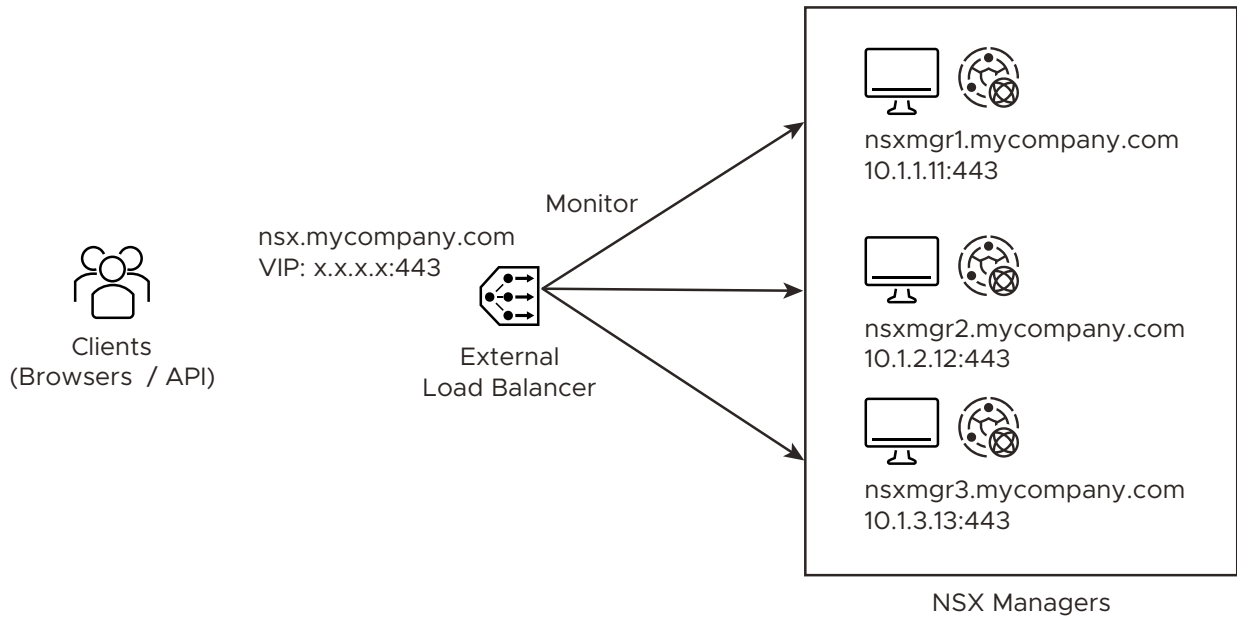 Clients
(Browsers / API)
nsx.mycompany.com
VIP: x.x.x.x:443
External
Load Balancer
Monitor
nsxmgr1.mycompany.com
10.1.1.11:443
nsxmgr2.mycompany.com
10.1.2.12:443
nsxmgr3.mycompany.com
10.1.3.13:443
NSX Managers